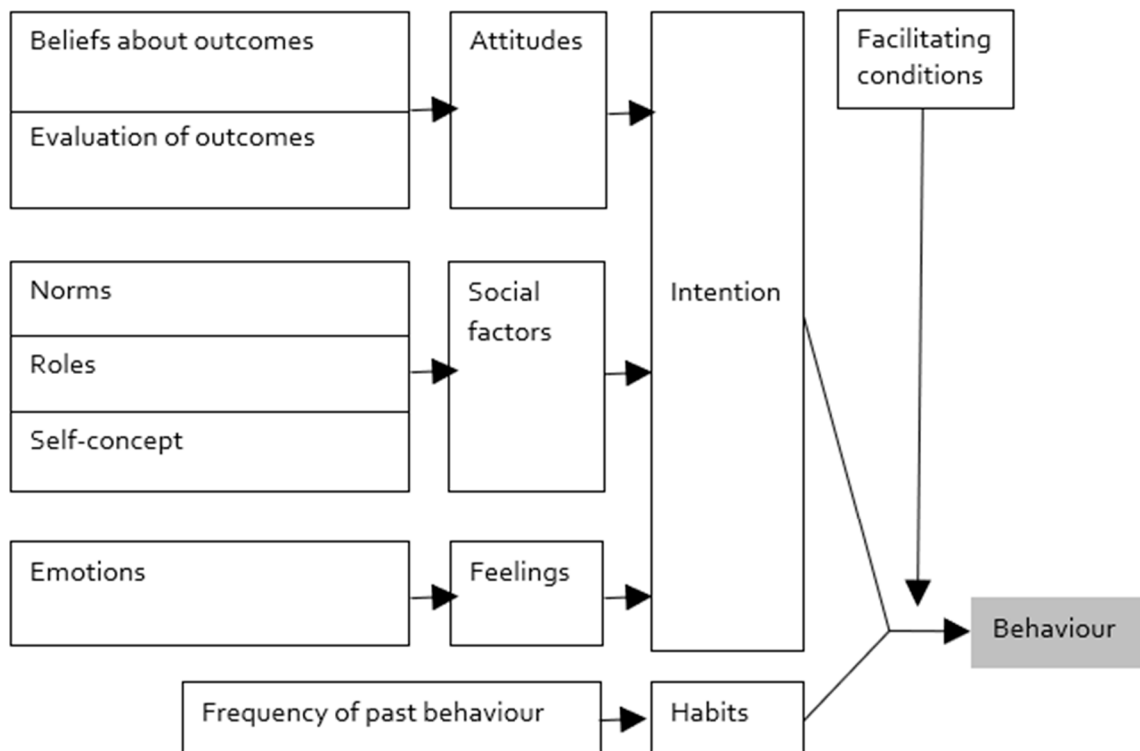 Beliefs about outcomes
Evaluation of outcomes
Attitudes
Norms
Roles
Self-concept
Social
factors
Emotions
Feelings
Intention
Frequency of past behaviour
Habits
Facilitating
conditions
Behaviour